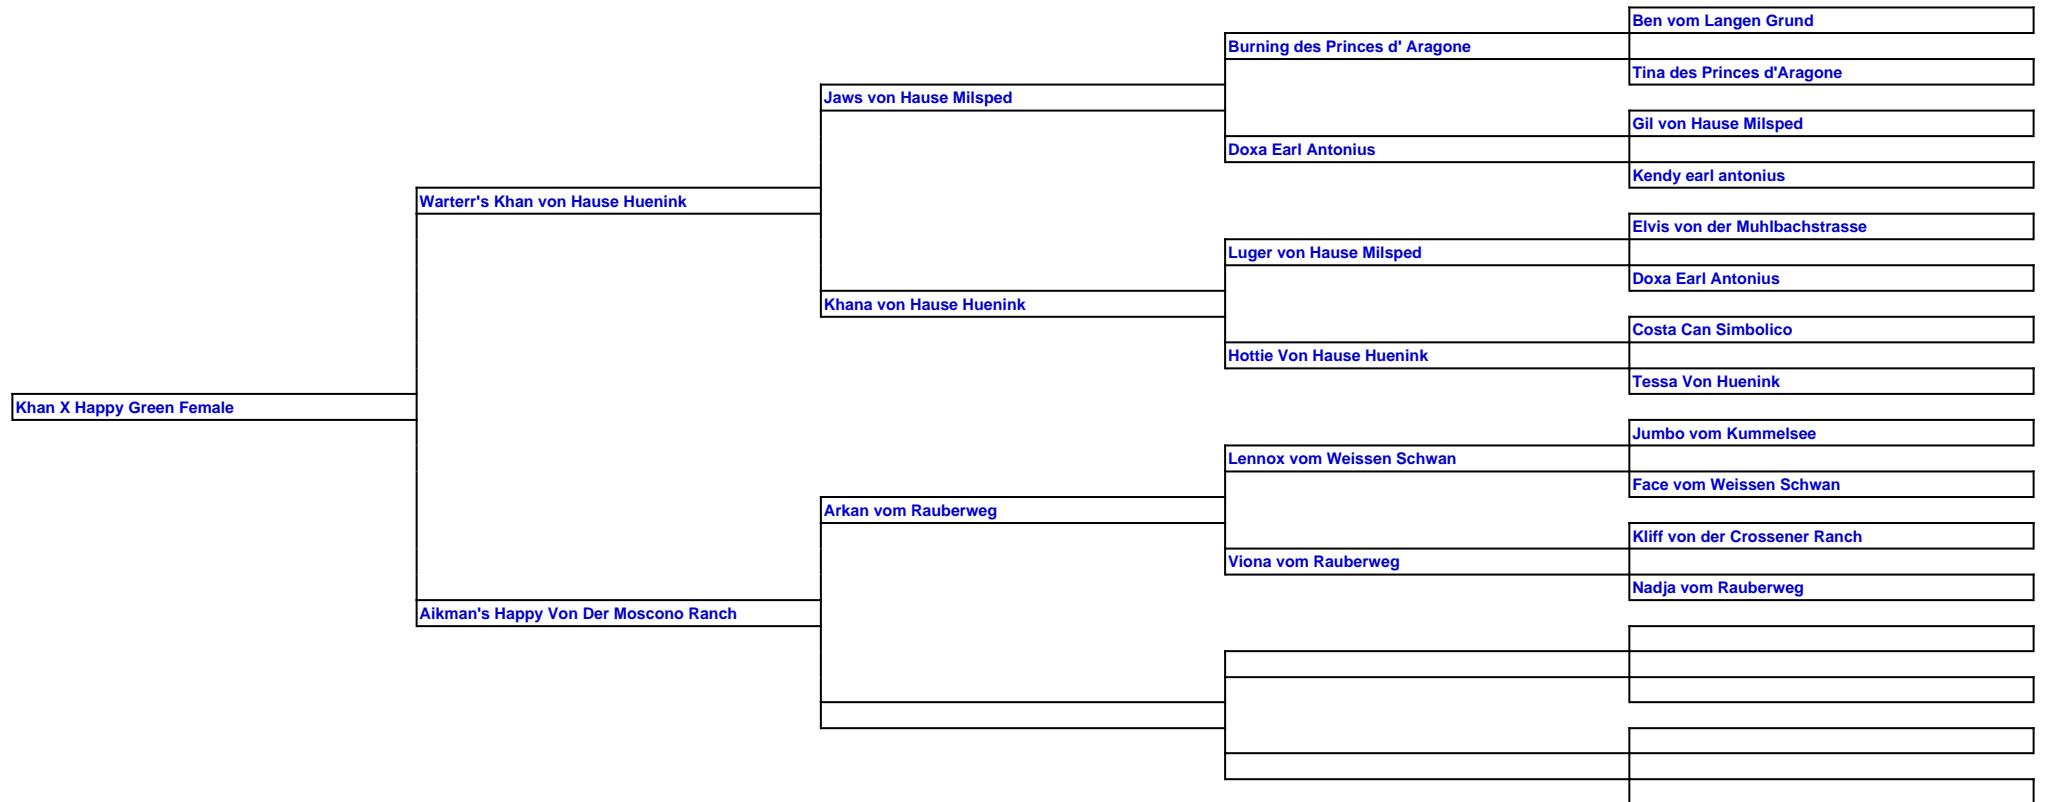 Ben vom Langen Grund
Burning des Princes d' Aragone
Tina des Princes d'Aragone
Jaws von Hause Milsped
Gil von Hause Milsped
Doxa Earl Antonius
Kendy earl antonius
Warterr's Khan von Hause Huenink
Elvis von der Muhlbachstrasse
Luger von Hause Milsped
Doxa Earl Antonius
Khana von Hause Huenink
Costa Can Simbolico
Hottie Von Hause Huenink
Tessa Von Huenink
Khan X Happy Green Female
Jumbo vom Kummelsee
Lennox vom Weissen Schwan
Face vom Weissen Schwan
Arkan vom Rauberweg
Kliff von der Crossener Ranch
Viona vom Rauberweg
Nadja vom Rauberweg
Aikman's Happy Von Der Moscono Ranch